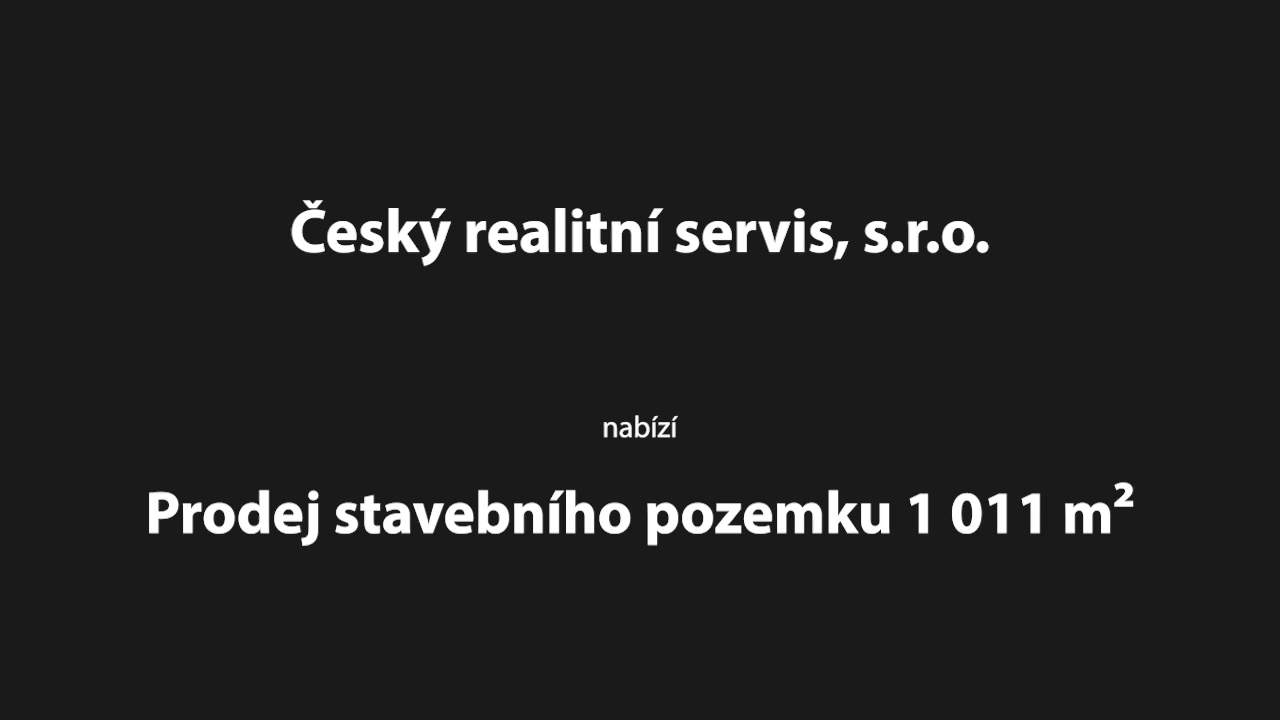 Český realitní servis, s.r.o.
nabízí
Prodej stavebního pozemku 1 011 m²